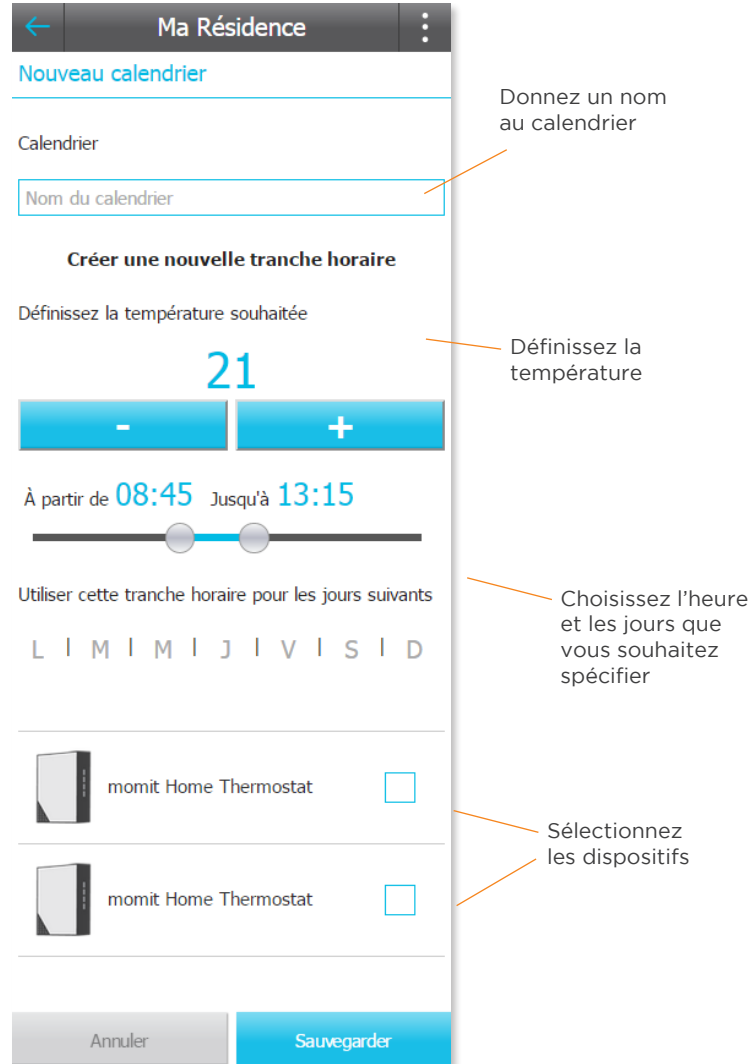 Ma Résidence
Nouveau calendrier
Donnez un nom
au calendrier
Calendrier
Nom du calendrier
Créer une nouvelle tranche horaire
Définissez la température souhaitée
Définissez la
température
21
- +
À partir de 08:45 Jusqu'à 13:15
Utiliser cette tranche horaire pour les jours suivants
Choisissez l’heure
et les jours que
vous souhaitez
spécifier
L | M | M | J | V | S | D
momit Home Thermostat
Sélectionnez
les dispositifs
momit Home Thermostat
Annuler Sauvegarder